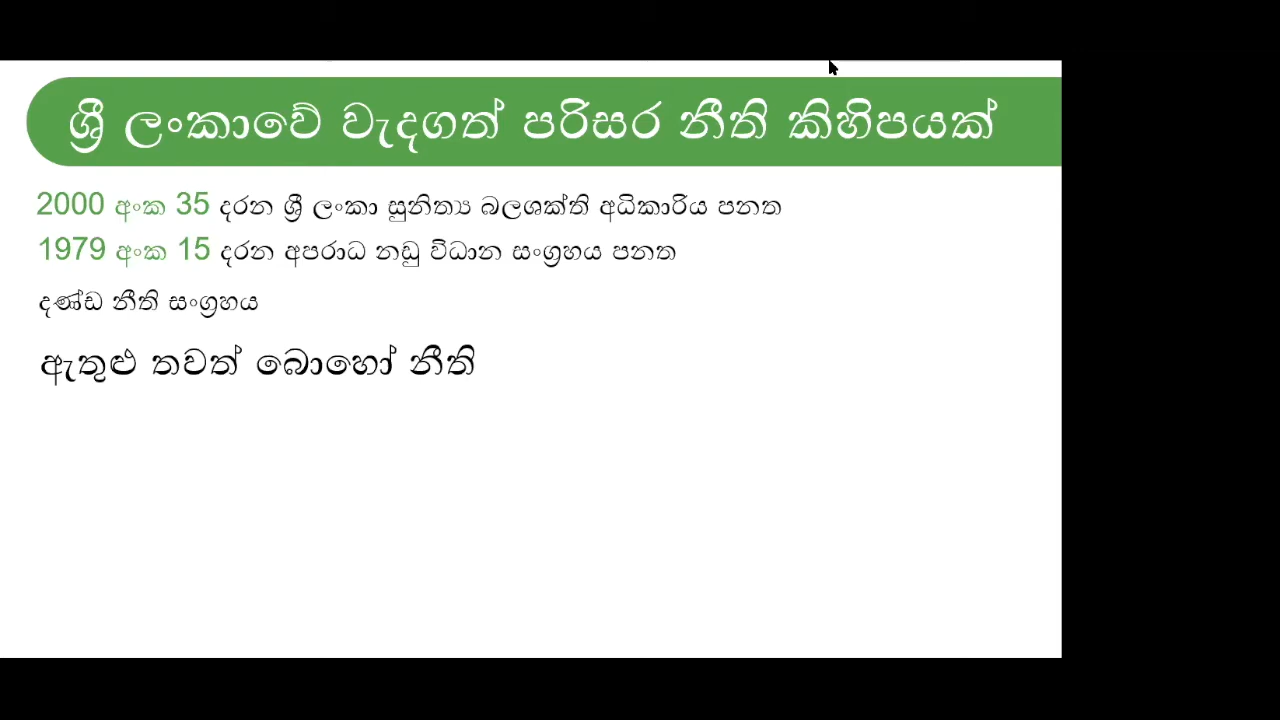 ශ්‍රී ලංකාවේ වැදගත් පරිසර නීති කිහිපයක්
2000 අංක 35 දරන ශ්‍රී ලංකා සුනිත්‍ය බලශක්ති අධිකාරිය පනත
1979 අංක 15 දරන අපරාධ නඩු විධාන සංග්‍රහය පනත
දණ්ඩ නීති සංග්‍රහය
ඇතුළු තවත් බොහෝ නීති